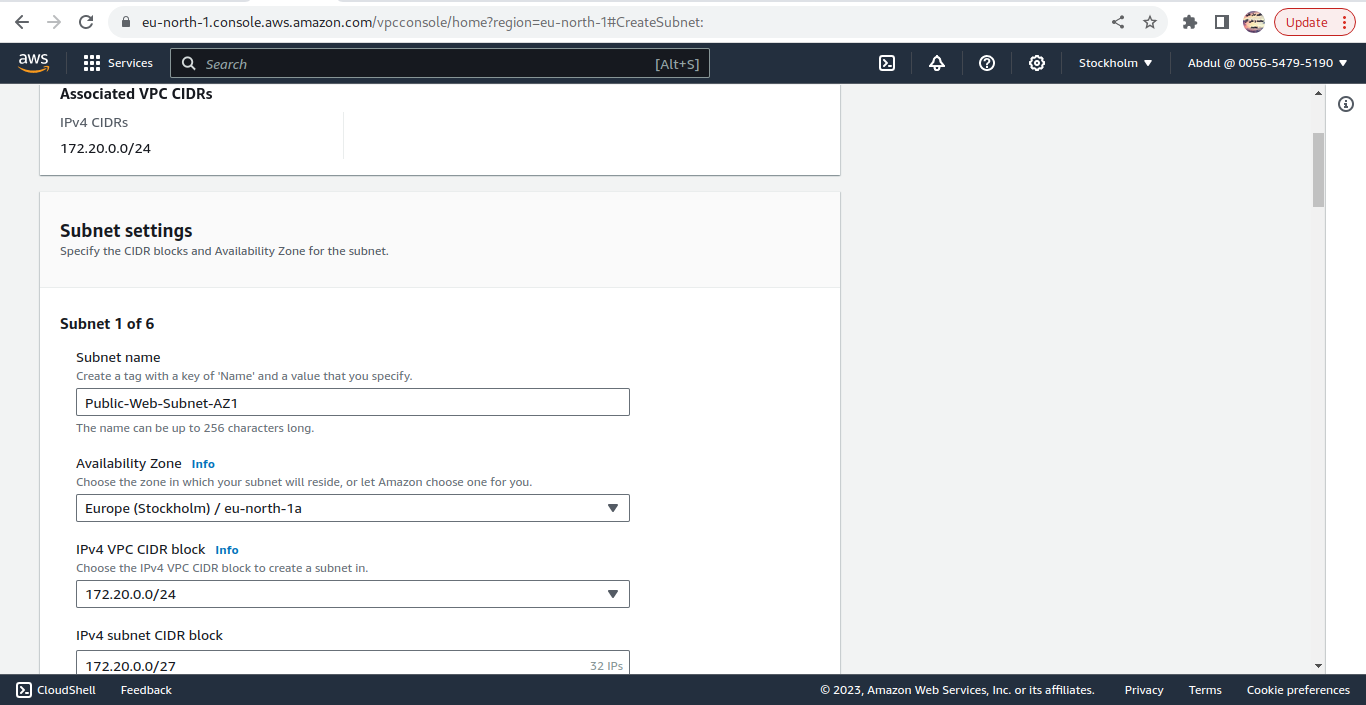 eu-north-1.console.aws.amazon.com/vpcconsole/home?region=eu-north-1#CreateSubnet:
Update
aws
Services
Search
[Alt+S]
Stockholm
Abdul @ 0056-5479-5190
Associated VPC CIDRs
IPv4 CIDRs
172.20.0.0/24
Subnet settings
Specify the CIDR blocks and Availability Zone for the subnet.
Subnet 1 of 6
Subnet name
Create a tag with a key of 'Name' and a value that you specify.
Public-Web-Subnet-AZ1
The name can be up to 256 characters long.
Availability Zone Info
Choose the zone in which your subnet will reside, or let Amazon choose one for you.
Europe (Stockholm) / eu-north-1a
IPv4 VPC CIDR block Info
Choose the IPv4 VPC CIDR block to create a subnet in.
172.20.0.0/24
IPv4 subnet CIDR block
172.20.0.0/27 32 IPs
CloudShell
Feedback
© 2023, Amazon Web Services, Inc. or its affiliates.
Privacy
Terms
Cookie preferences